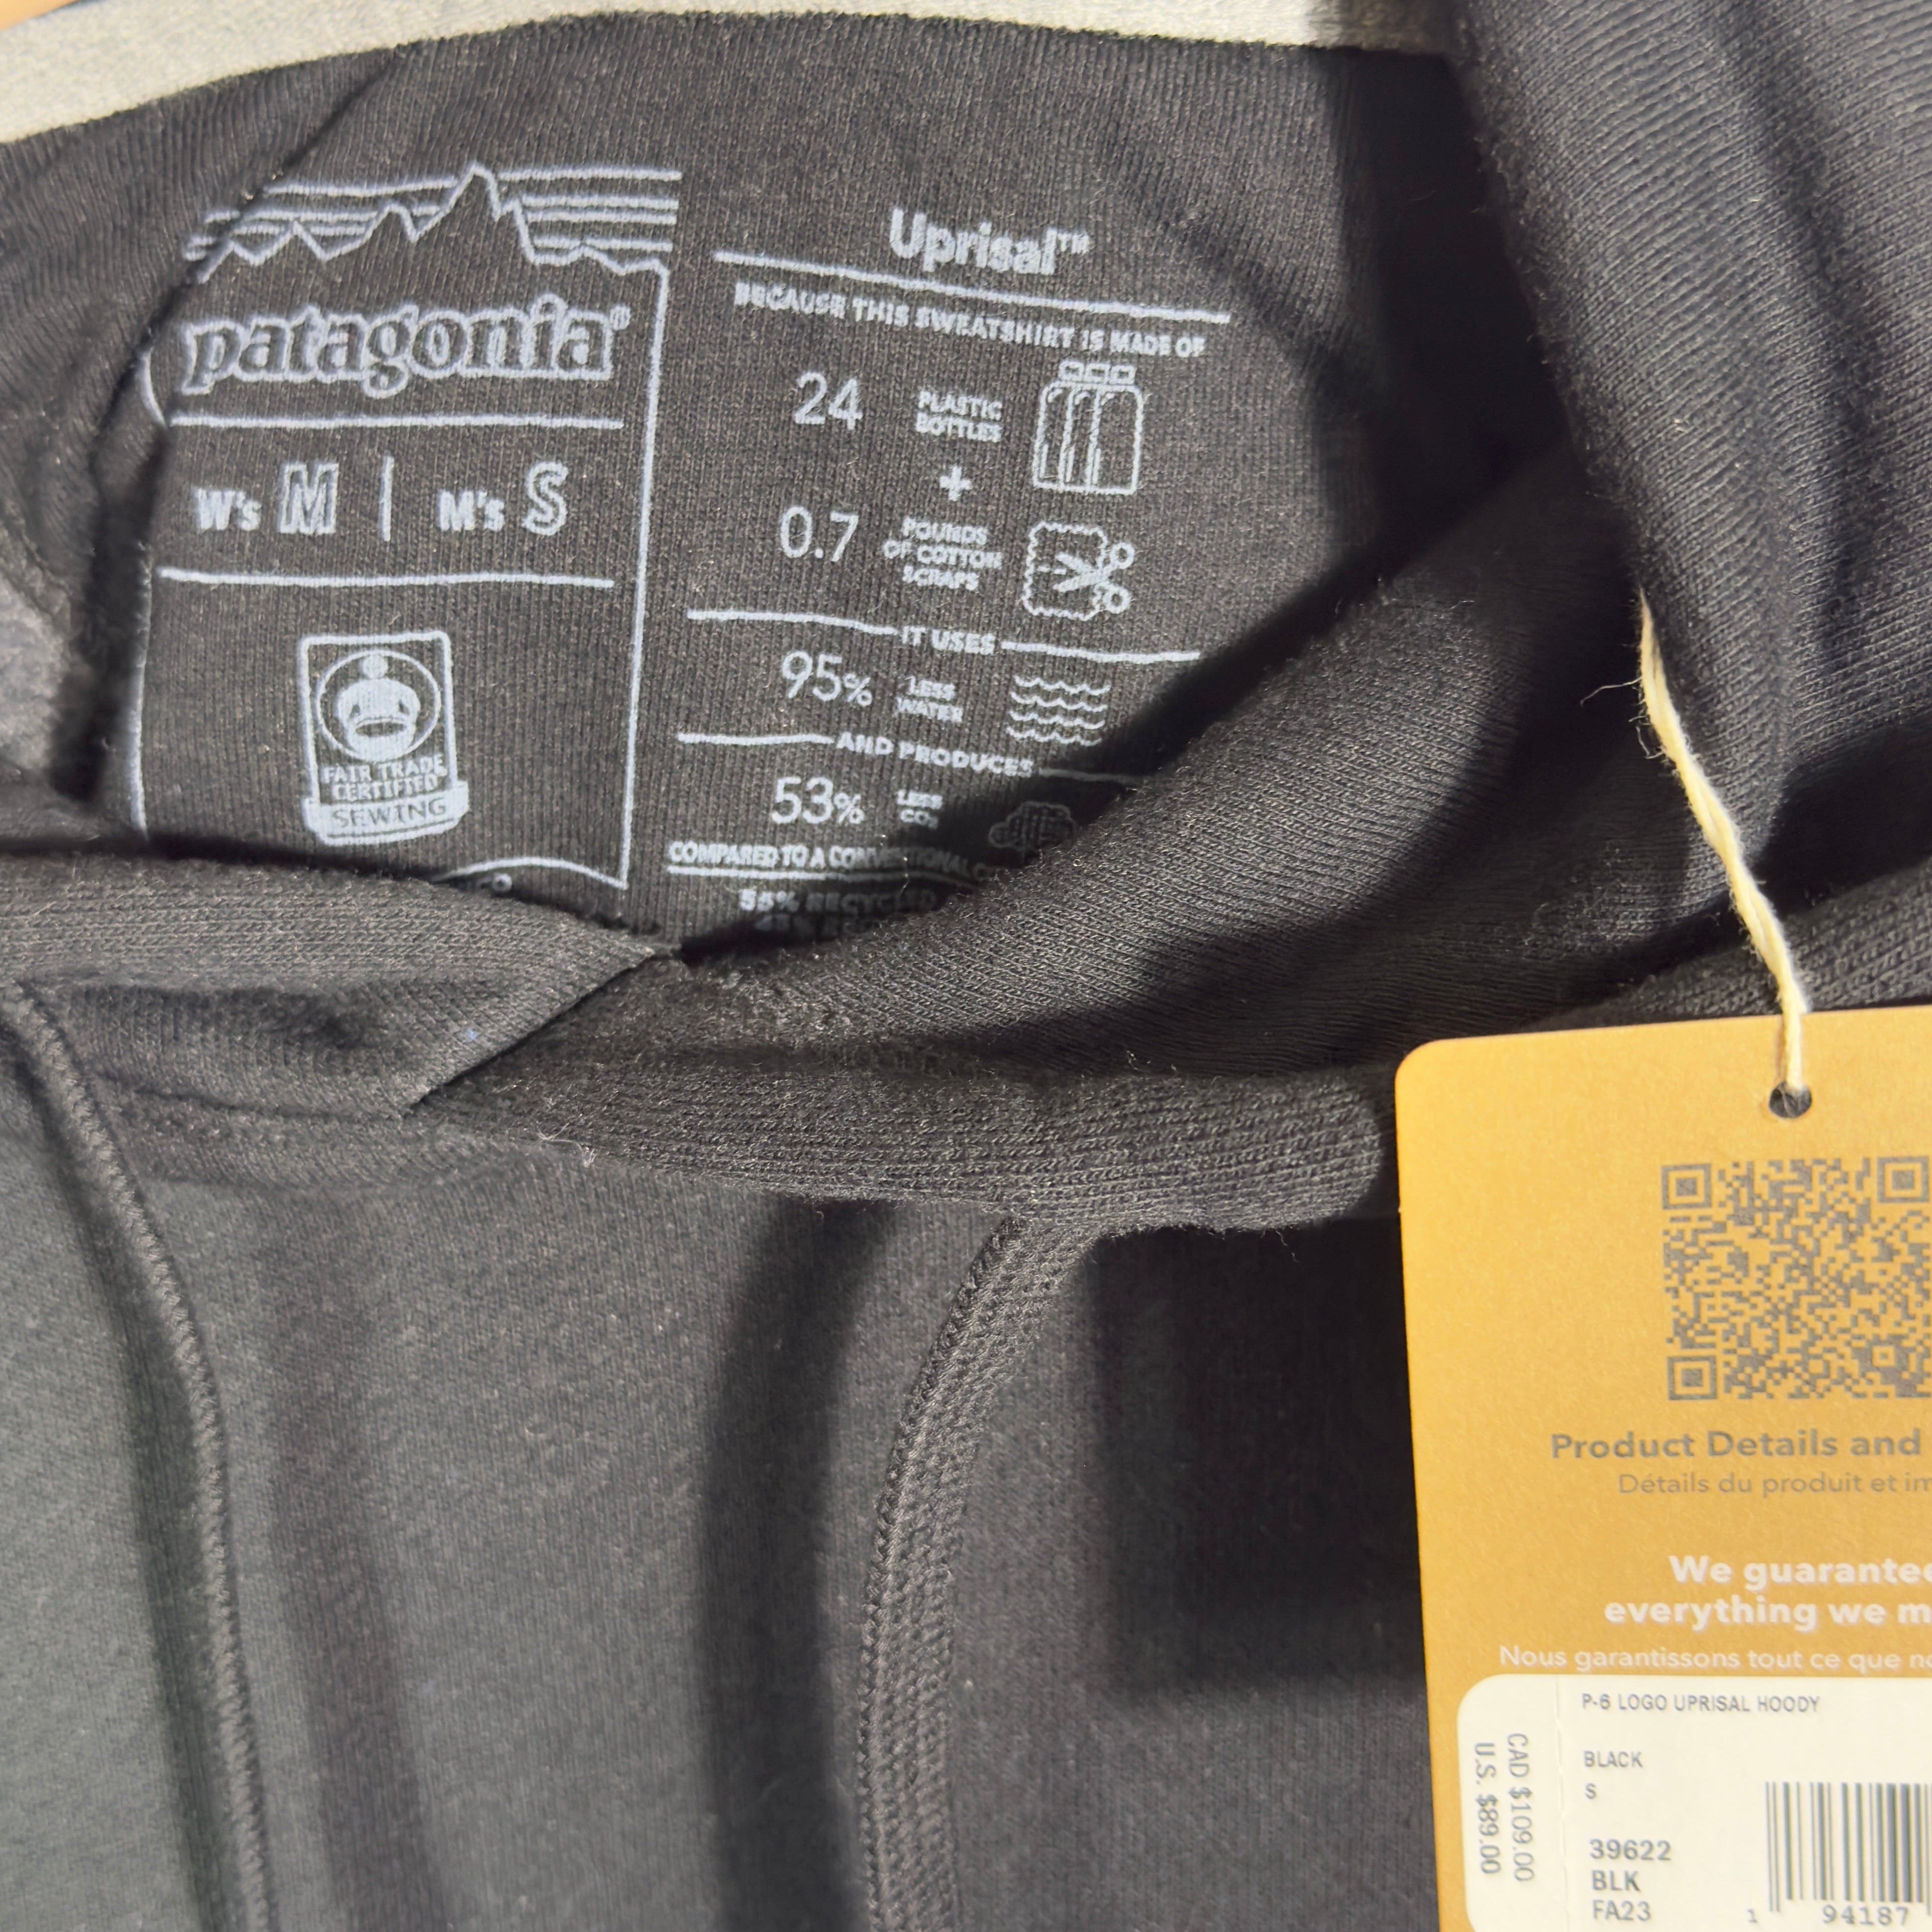 patagonia®
W's M | M's S
FAIR TRADE
CERTIFIED
SEWING
Uprisal™
BECAUSE THIS SWEATSHIRT IS MADE OF
24 PLASTIC
BOTTLES
+
0.7 POUNDS
OF COTTON
SCRAPS
IT USES
95% LESS
WATER
AND PRODUCES
53% LESS
CO₂
COMPARED TO A CONVENTIONAL
RECYCLED
Product Details and
Détails du produit et
We guarantee
everything we
Nous garantissons tout ce que
P-6 LOGO UPRISAL HOODY
BLACK
S
39622
BLK
FA23
CAD $109.00
U.S. $89.00
1 94187